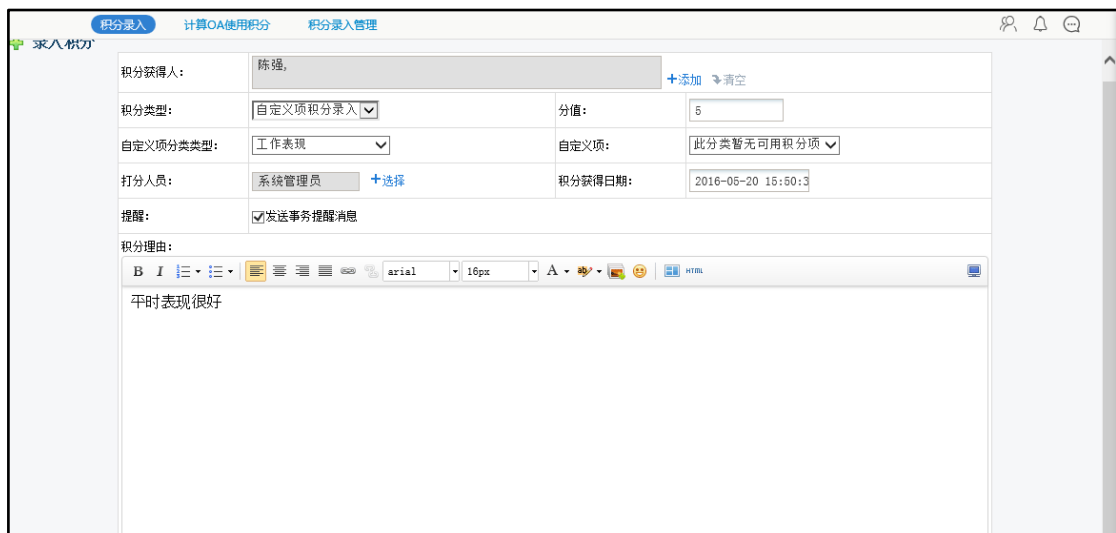 积分录入 计算OA使用积分 积分录入管理
录入积分
积分获得人： 陈强, 添加 清空
积分类型： 自定义项积分录入 分值： 5
自定义项分类类型： 工作表现 自定义项： 此分类暂无可用积分项
打分人员： 系统管理员 选择 积分获得日期： 2016-05-20 15:50:3
提醒： 发送事务提醒消息
积分理由：
B I arial 16px A ab HTML
平时表现很好